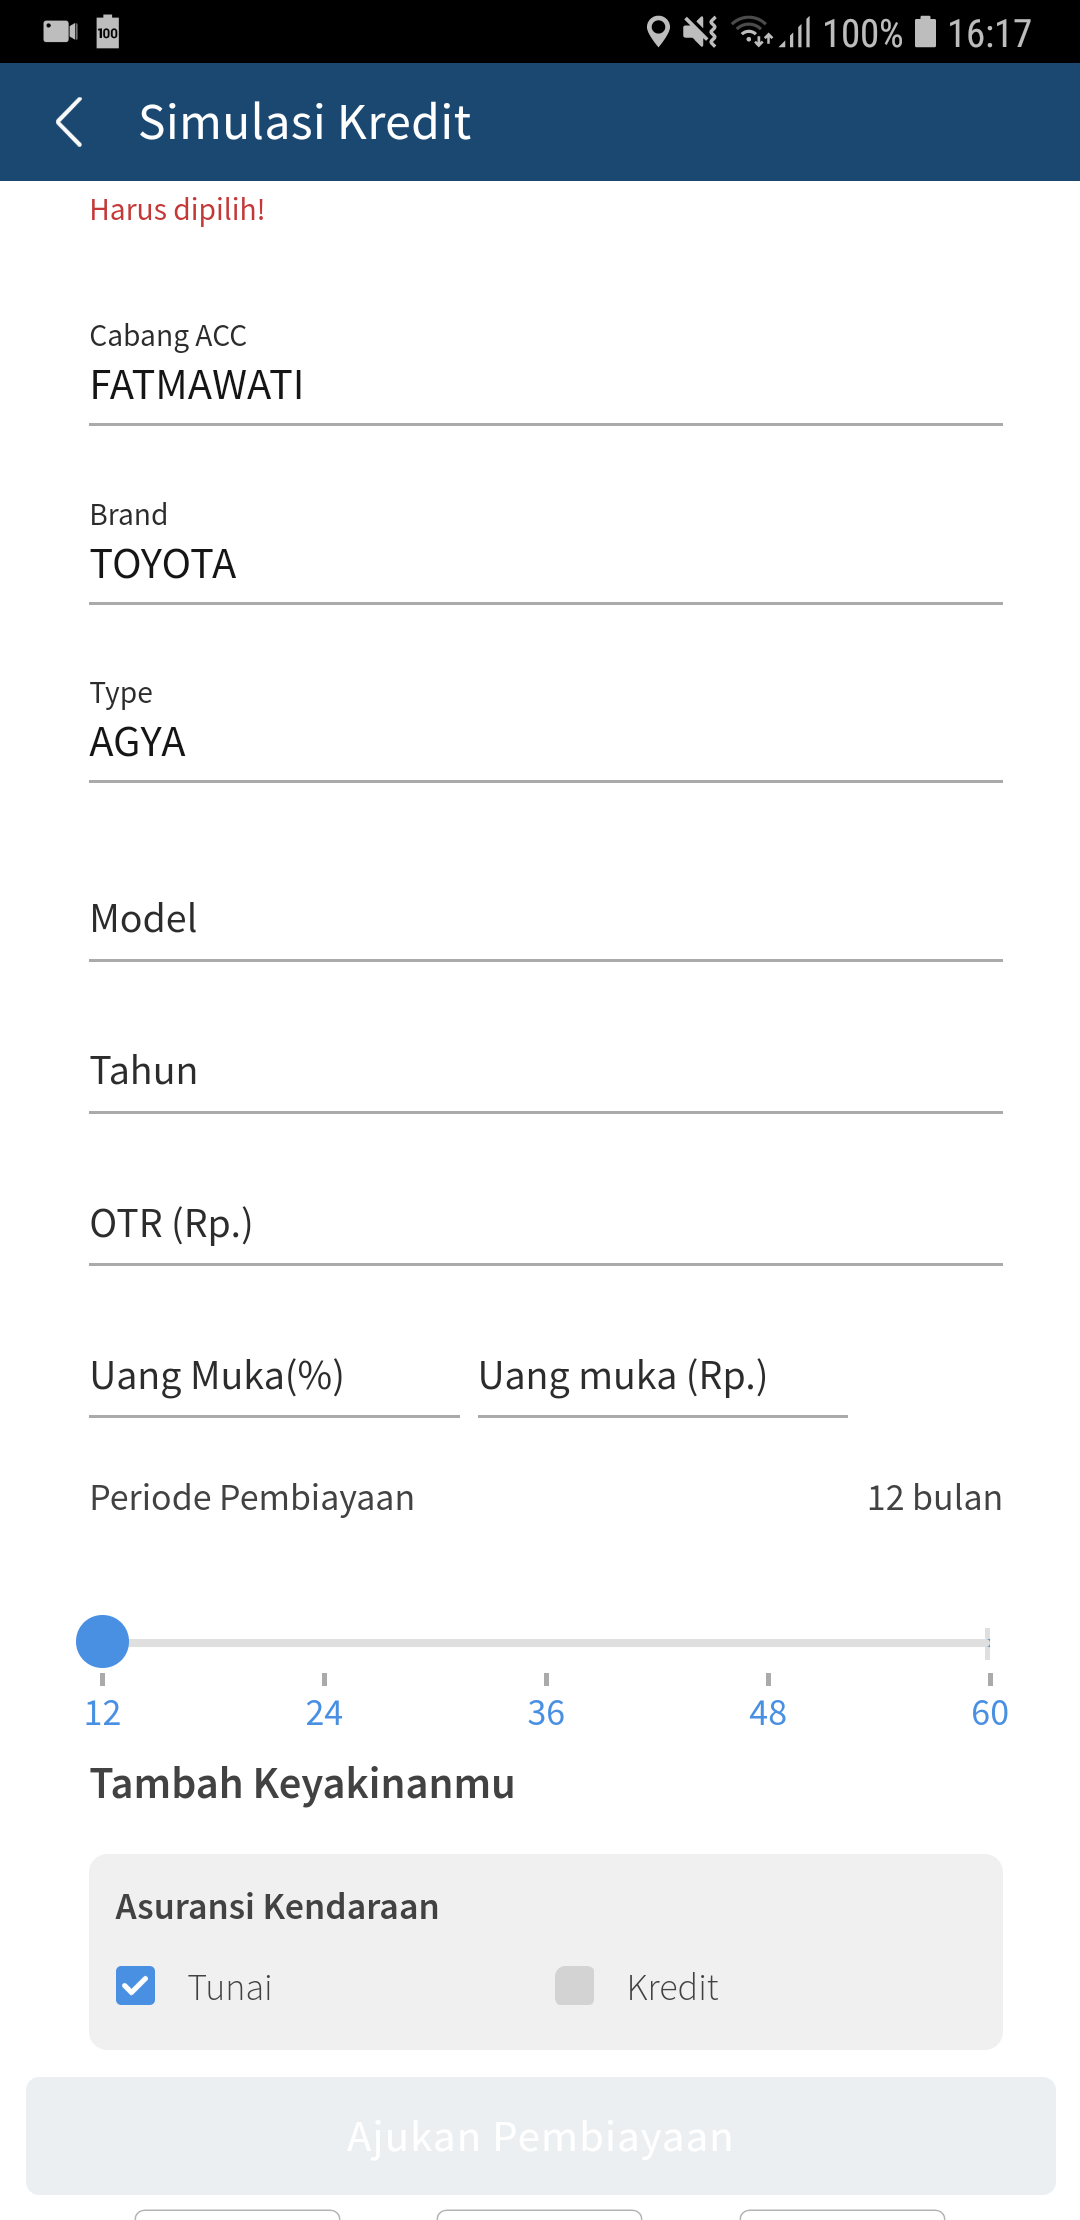 100 100% 16:17
Simulasi Kredit
Harus dipilih!
Cabang ACC
FATMAWATI
Brand
TOYOTA
Type
AGYA
Model
Tahun
OTR (Rp.)
Uang Muka(%) Uang muka (Rp.)
Periode Pembiayaan 12 bulan
12 24 36 48 60
Tambah Keyakinanmu
Asuransi Kendaraan
Tunai Kredit
Ajukan Pembiayaan